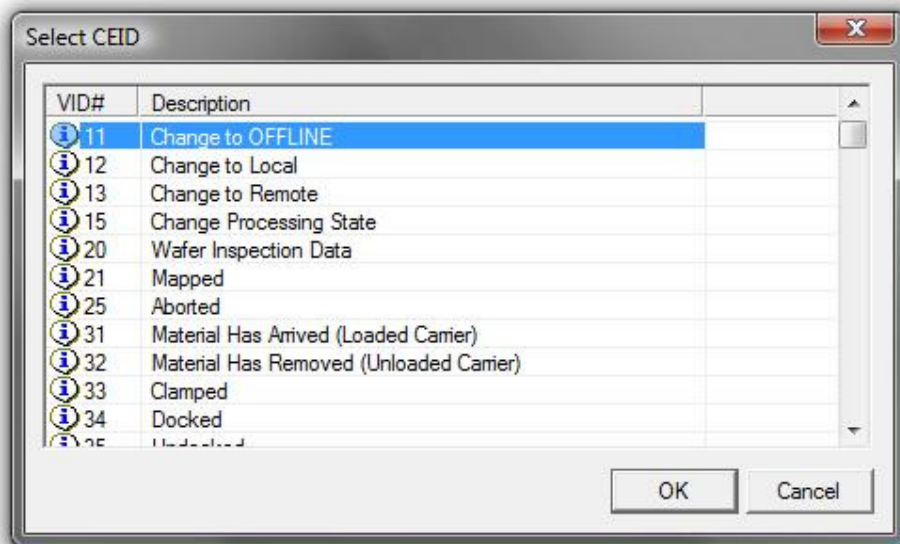 Select CEID
VID# Description
11 Change to OFFLINE
12 Change to Local
13 Change to Remote
15 Change Processing State
20 Wafer Inspection Data
21 Mapped
25 Aborted
31 Material Has Arrived (Loaded Carrier)
32 Material Has Removed (Unloaded Carrier)
33 Clamped
34 Docked
OK Cancel